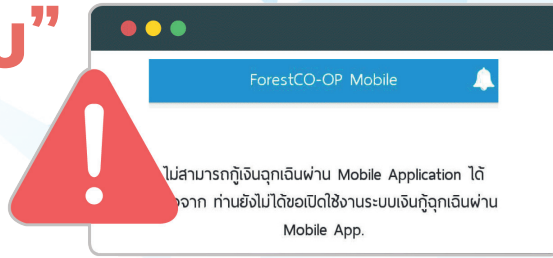 ForestCO-OP Mobile
ไม่สามารถกู้เงินฉุกเฉินผ่าน Mobile Application ได้
ท่านยังไม่ได้ขอเปิดใช้งานระบบเงินกู้ฉุกเฉินผ่าน
Mobile App.